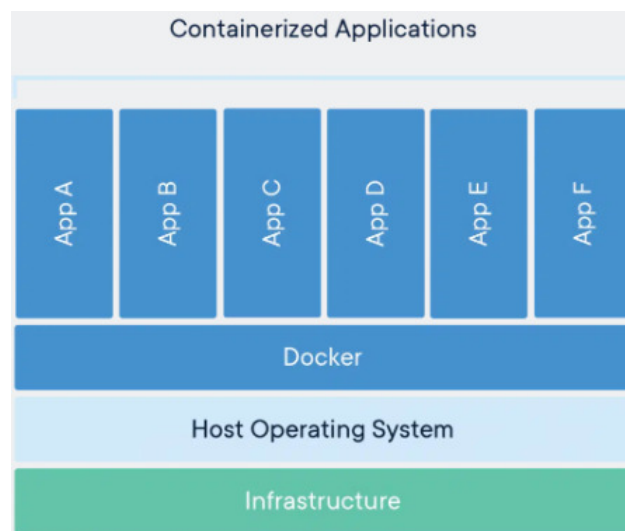 Containerized Applications
App A
App B
App C
App D
App E
App F
Docker
Host Operating System
Infrastructure